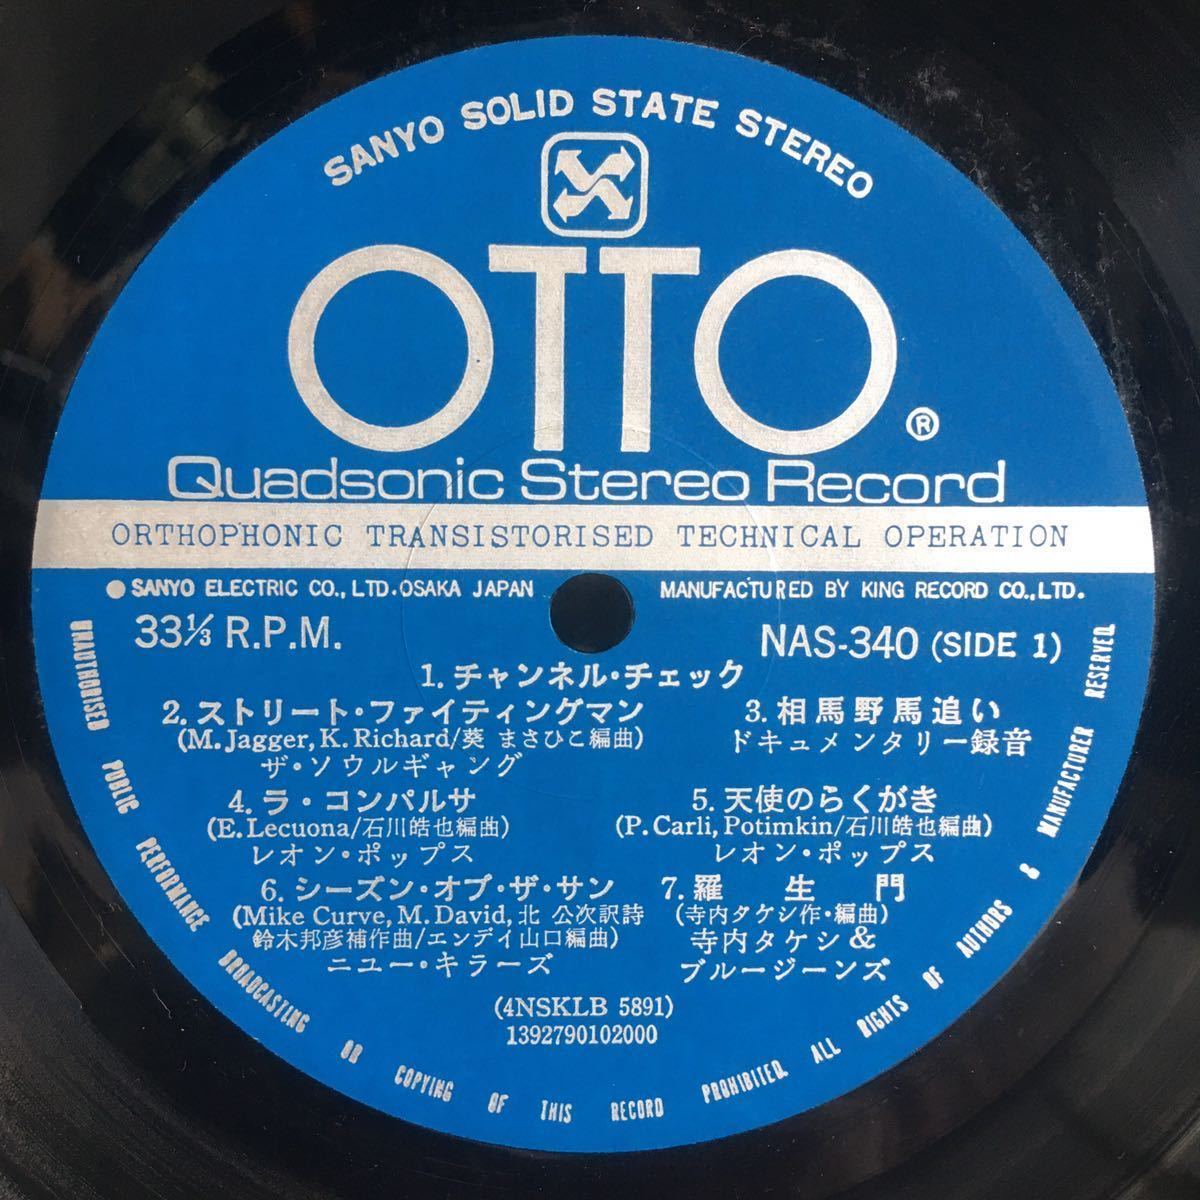 SANYO SOLID STATE STEREO
OTTO®
Quadsonic Stereo Record
ORTHOPHONIC TRANSISTORISED TECHNICAL OPERATION
●SANYO ELECTRIC CO.,LTD.OSAKA JAPAN
MANUFACTURED BY KING RECORD CO.,LTD.
33⅓ R.P.M.
NAS-340 (SIDE 1)
1. チャンネル・チェック
2. ストリート・ファイティングマン
(M. Jagger, K. Richard/葵 まさひこ編曲)
ザ・ソウルギャング
3. 相馬野馬追い
ドキュメンタリー録音
4. ラ・コンパルサ
(E. Lecuona/石川皓也編曲)
レオン・ポップス
5. 天使のらくがき
(P. Carli, Potimkin/石川皓也編曲)
レオン・ポップス
6. シーズン・オブ・ザ・サン
(Mike Curve, M. David, 北 公次訳詩
鈴木邦彦補作曲/エンデイ山口編曲)
ニユー・キラーズ
7. 羅生門
(寺内タケシ作・編曲)
寺内タケシ&
ブルージーンズ
(4NSKLB 5891)
1392790102000
UNAUTHORISED PUBLIC PERFORMANCE BROADCASTING OR COPYING OF THIS RECORD PROHIBITED. ALL RIGHTS OF AUTHORS & MANUFACTURER RESERVED.